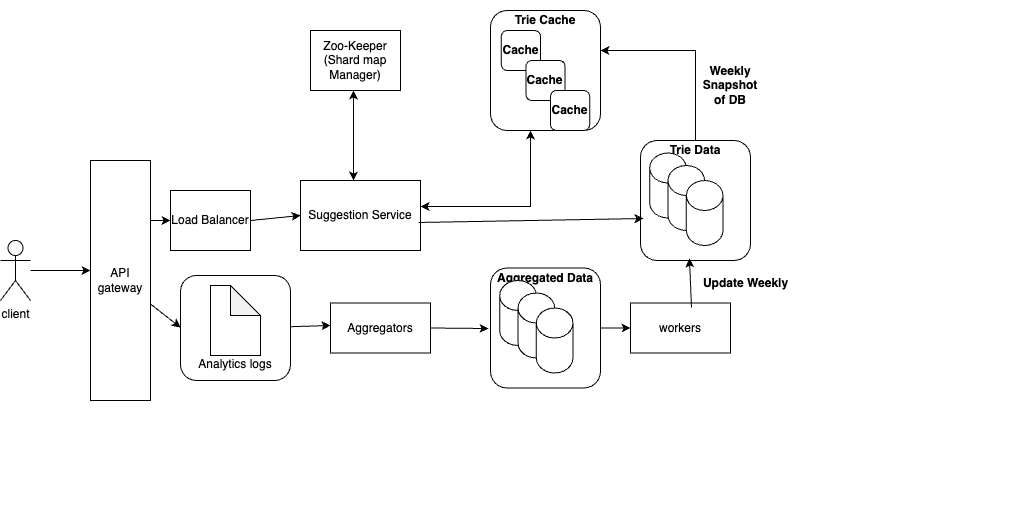 Trie Cache
Cache
Cache
Cache
Zoo-Keeper
(Shard map
Manager)
Weekly
Snapshot
of DB
Trie Data
Load Balancer
Suggestion Service
API
gateway
client
Analytics logs
Aggregators
Aggregated Data
workers
Update Weekly